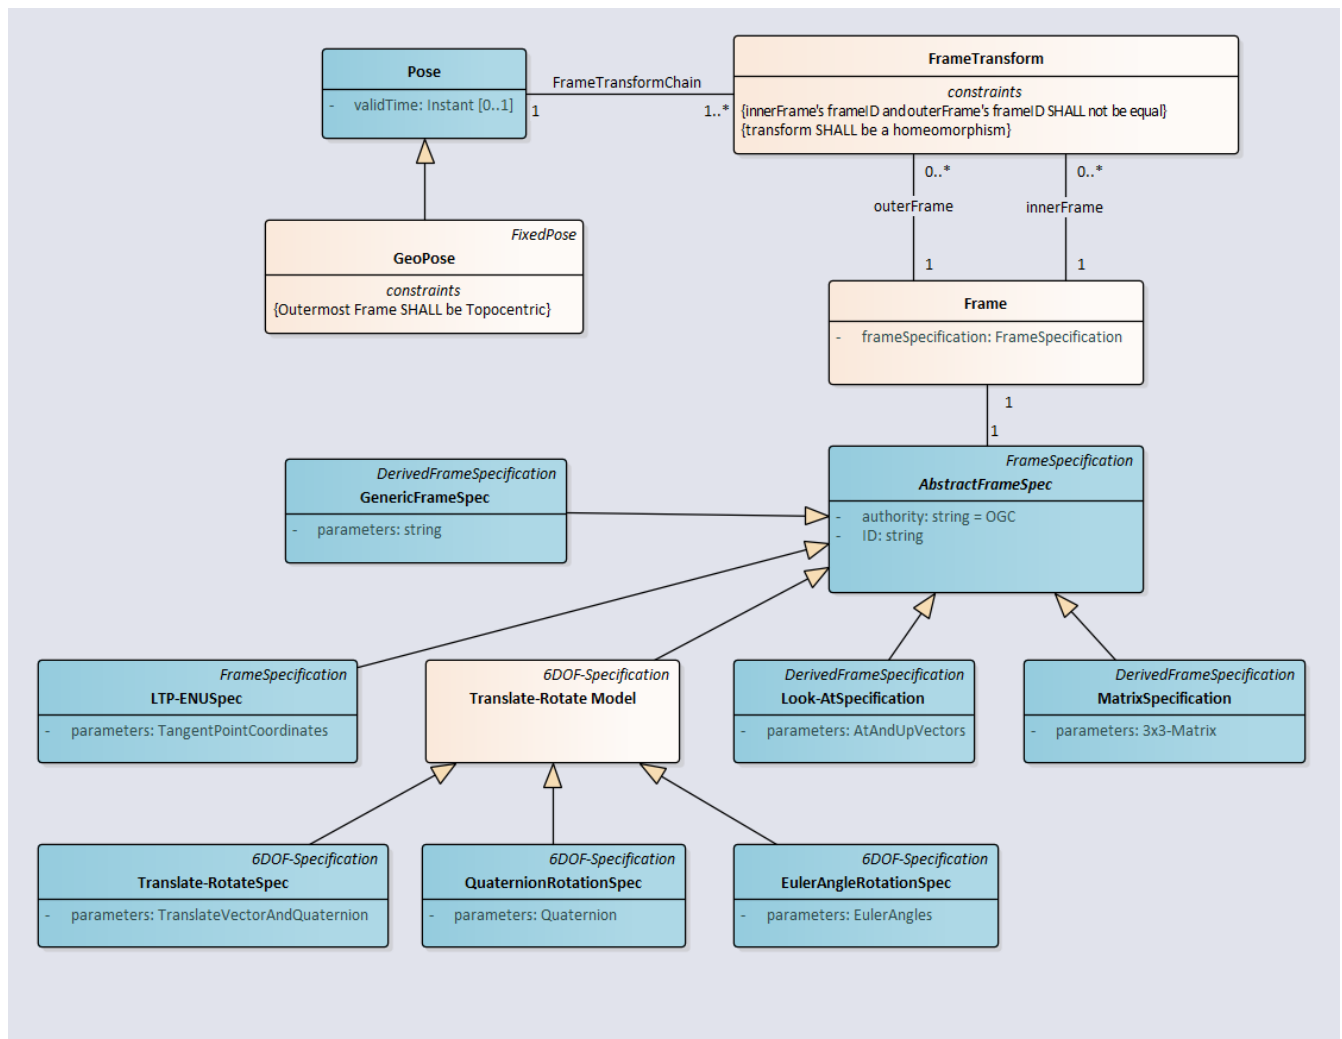 Pose
- validTime: Instant [0..1]
FrameTransformChain
1
1..*
FrameTransform
constraints
{innerFrame's frameID and outerFrame's frameID SHALL not be equal}
{transform SHALL be a homeomorphism}
0..*
0..*
outerFrame
innerFrame
1
1
FixedPose
GeoPose
constraints
{Outermost Frame SHALL be Topocentric}
Frame
- frameSpecification: FrameSpecification
1
1
DerivedFrameSpecification
GenericFrameSpec
- parameters: string
FrameSpecification
AbstractFrameSpec
- authority: string = OGC
- ID: string
FrameSpecification
LTP-ENUSpec
- parameters: TangentPointCoordinates
6DOF-Specification
Translate-Rotate Model
DerivedFrameSpecification
Look-AtSpecification
- parameters: AtAndUpVectors
DerivedFrameSpecification
MatrixSpecification
- parameters: 3x3-Matrix
6DOF-Specification
Translate-RotateSpec
- parameters: TranslateVectorAndQuaternion
6DOF-Specification
QuaternionRotationSpec
- parameters: Quaternion
6DOF-Specification
EulerAngleRotationSpec
- parameters: EulerAngles